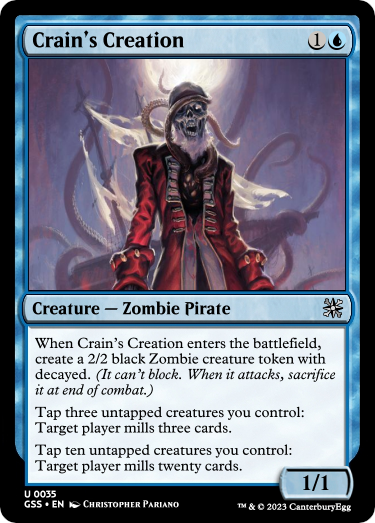 Crain's Creation 1
Creature — Zombie Pirate
When Crain's Creation enters the battlefield,
create a 2/2 black Zombie creature token with
decayed. (It can't block. When it attacks, sacrifice
it at end of combat.)
Tap three untapped creatures you control:
Target player mills three cards.
Tap ten untapped creatures you control:
Target player mills twenty cards.
1/1
U 0035
GSS • EN Christopher Pariano
™ & © 2023 CanterburyEgg